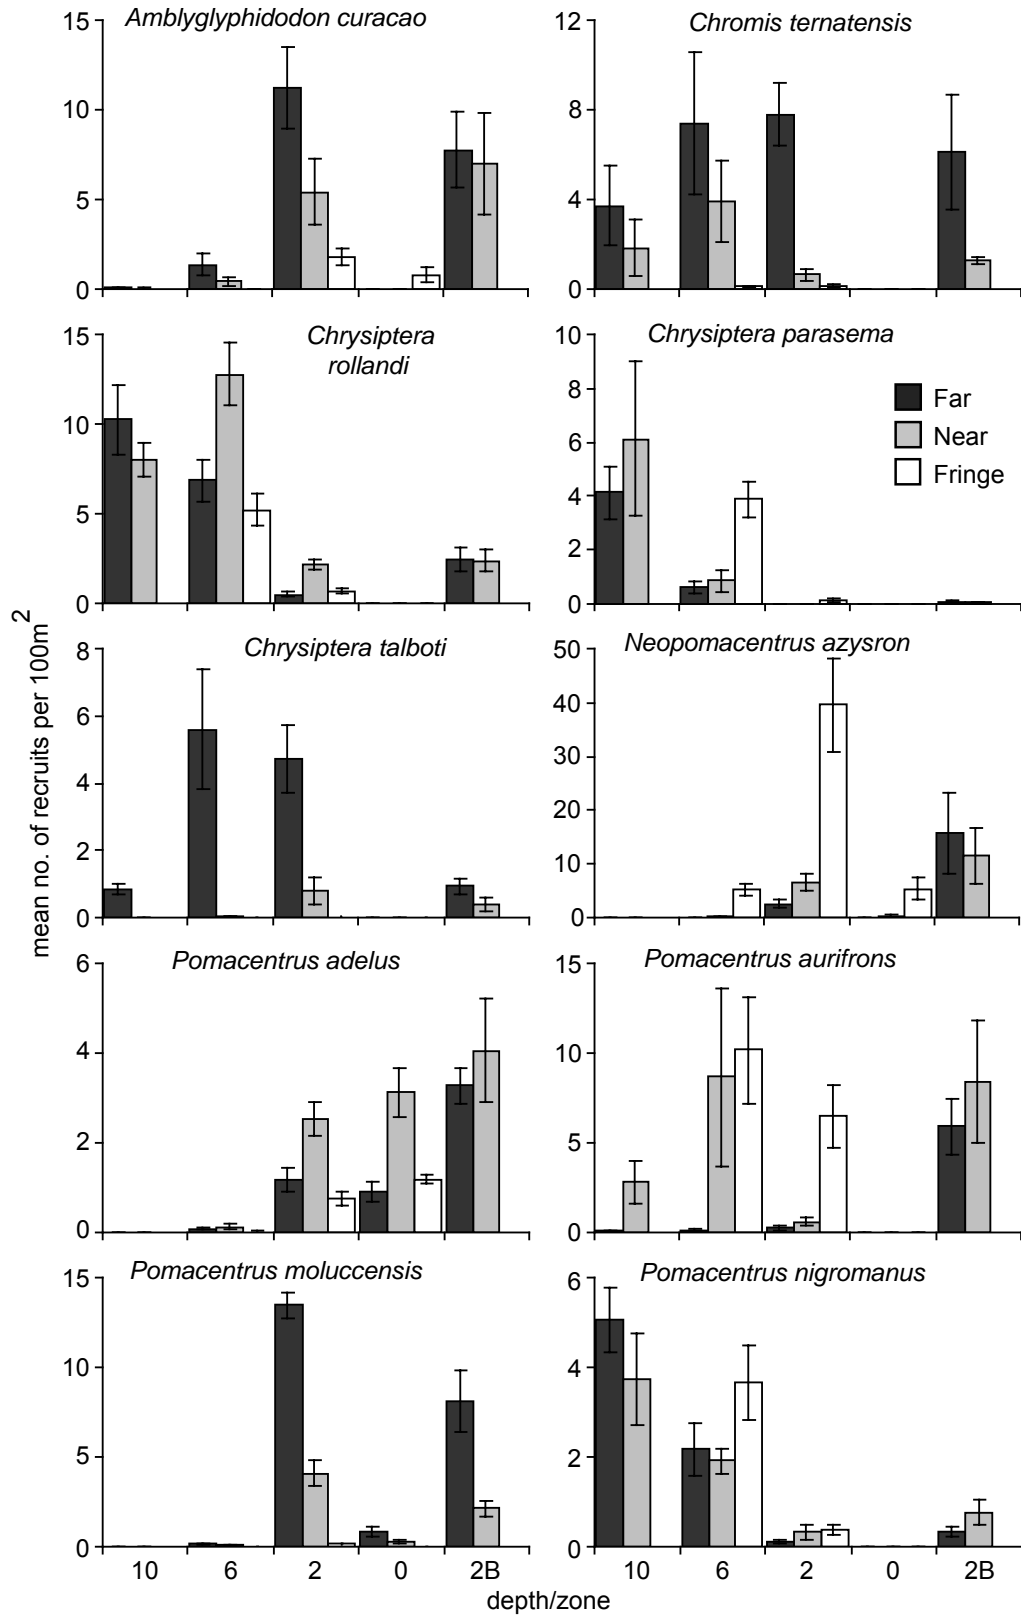 Amblyglyphidodon curacao
15
10
5
0
Chromis ternatensis
12
8
4
0
Chrysiptera
rollandi
15
10
5
0
Chrysiptera parasema
10
8
6
4
2
0
Far
Near
Fringe
Chrysiptera talboti
8
6
4
2
0
Neopomacentrus azysron
50
40
30
20
10
0
mean no. of recruits per 100m2
Pomacentrus adelus
6
4
2
0
Pomacentrus aurifrons
15
10
5
0
Pomacentrus moluccensis
15
10
5
0
Pomacentrus nigromanus
6
4
2
0
10 6 2 0 2B
10 6 2 0 2B
depth/zone